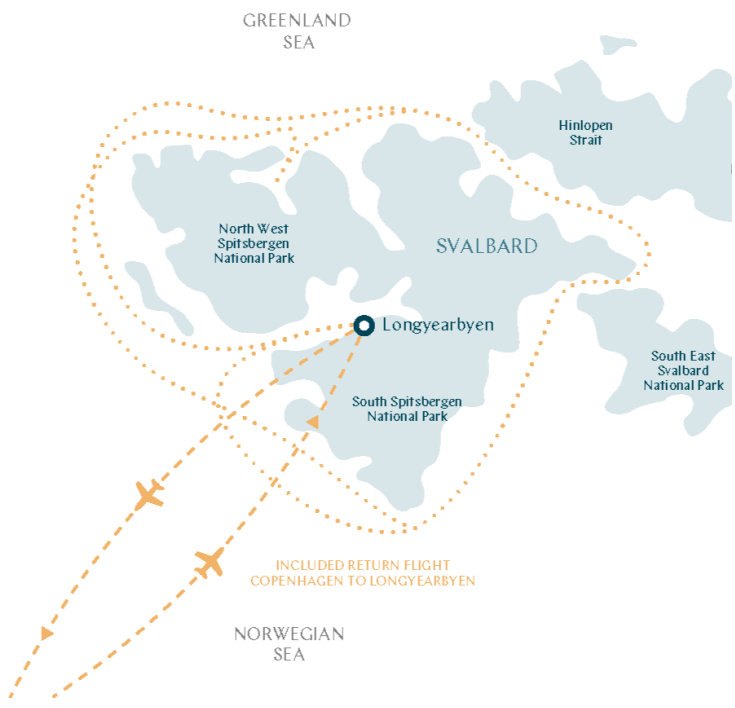 GREENLAND
SEA
Hinlopen
Strait
North West
Spitsbergen
National Park
SVALBARD
Longyearbyen
South East
Svalbard
National Park
South Spitsbergen
National Park
INCLUDED RETURN FLIGHT
COPENHAGEN TO LONGYEARBYEN
NORWEGIAN
SEA